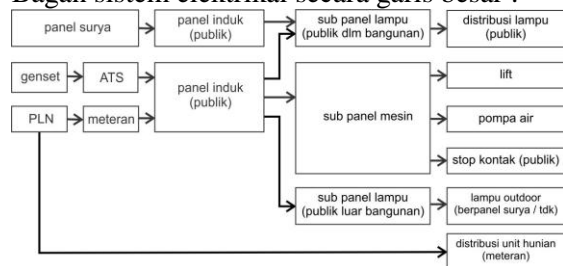 Bagan sistem elektrikal secara garis besar :
panel surya
panel induk
(publik)
sub panel lampu
(publik dlm bangunan)
distribusi lampu
(publik)
genset
ATS
panel induk
(publik)
sub panel mesin
lift
PLN
meteran
pompa air
stop kontak (publik)
sub panel lampu
(publik luar bangunan)
lampu outdoor
(berpanel surya / tdk)
distribusi unit hunian
(meteran)